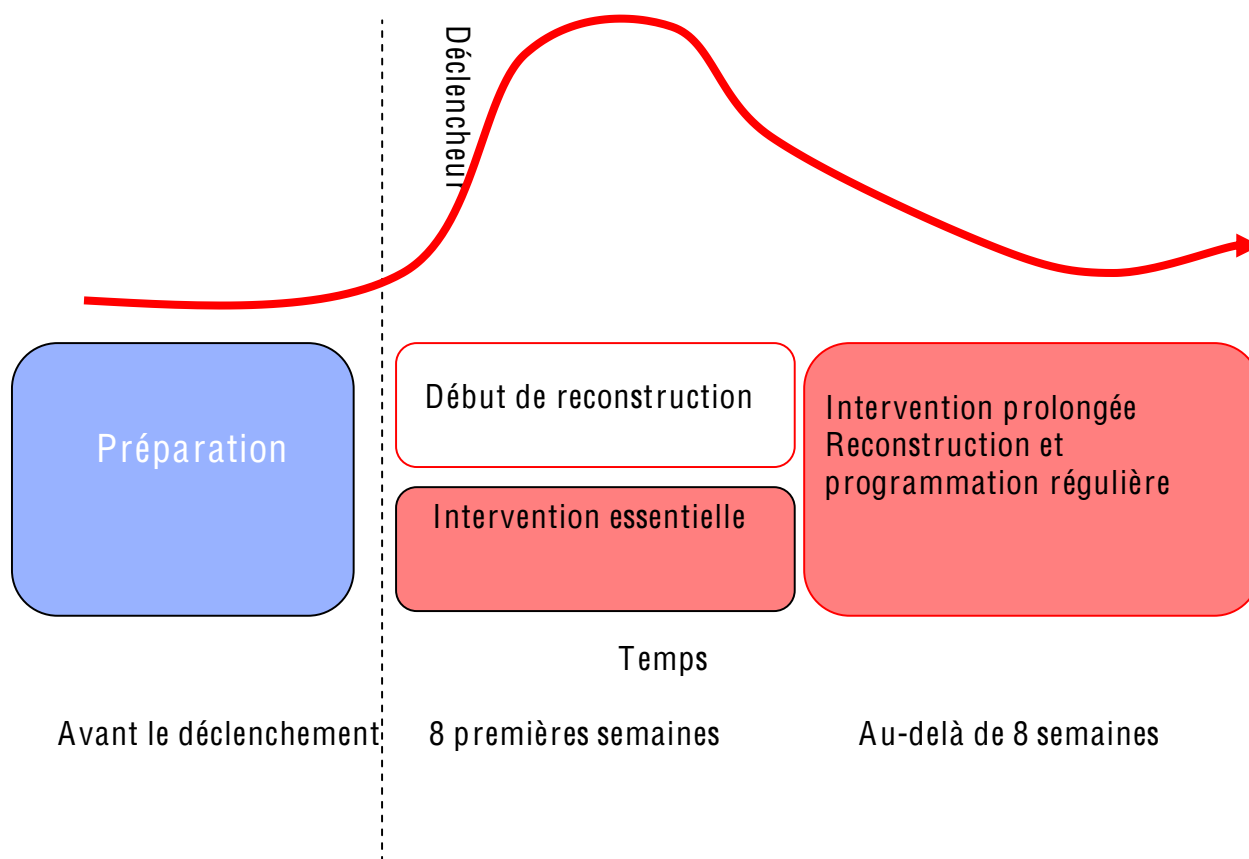 Déclencheur
Préparation
Début de reconstruction
Intervention essentielle
Intervention prolongée
Reconstruction et
programmation régulière
Temps
Avant le déclenchement
8 premières semaines
Au-delà de 8 semaines